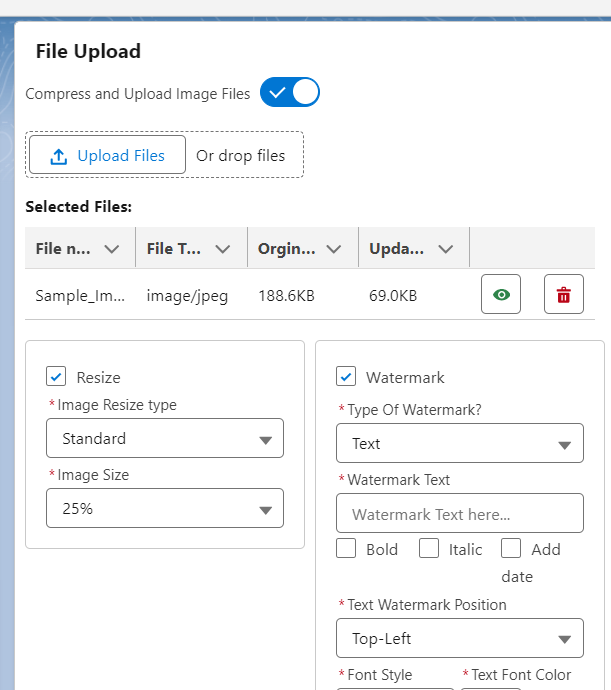 File Upload
Compress and Upload Image Files
Upload Files Or drop files
Selected Files:
File n... File T... Orgin... Upda...
Sample_Im... image/jpeg 188.6KB 69.0KB
Resize
*Image Resize type
Standard
*Image Size
25%
Watermark
*Type Of Watermark?
Text
*Watermark Text
Watermark Text here...
Bold Italic Add
date
*Text Watermark Position
Top-Left
*Font Style *Text Font Color